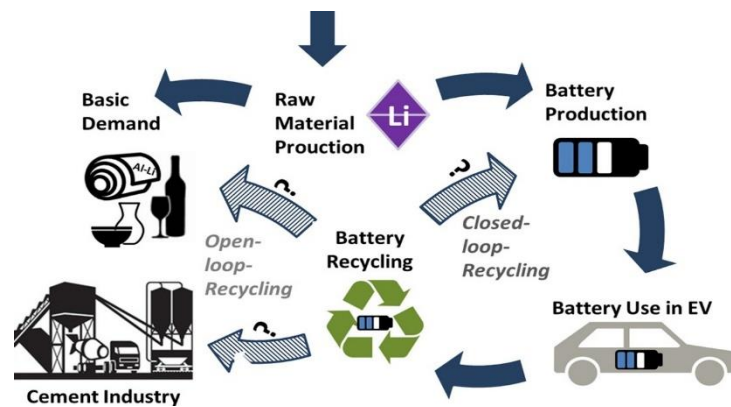 Basic
Demand
Raw
Material
Prouction
Li
Battery
Production
Al-Li
?
?
Open-
loop-
Recycling
Battery
Recycling
Closed-
loop-
Recycling
?
Battery Use in EV
Cement Industry